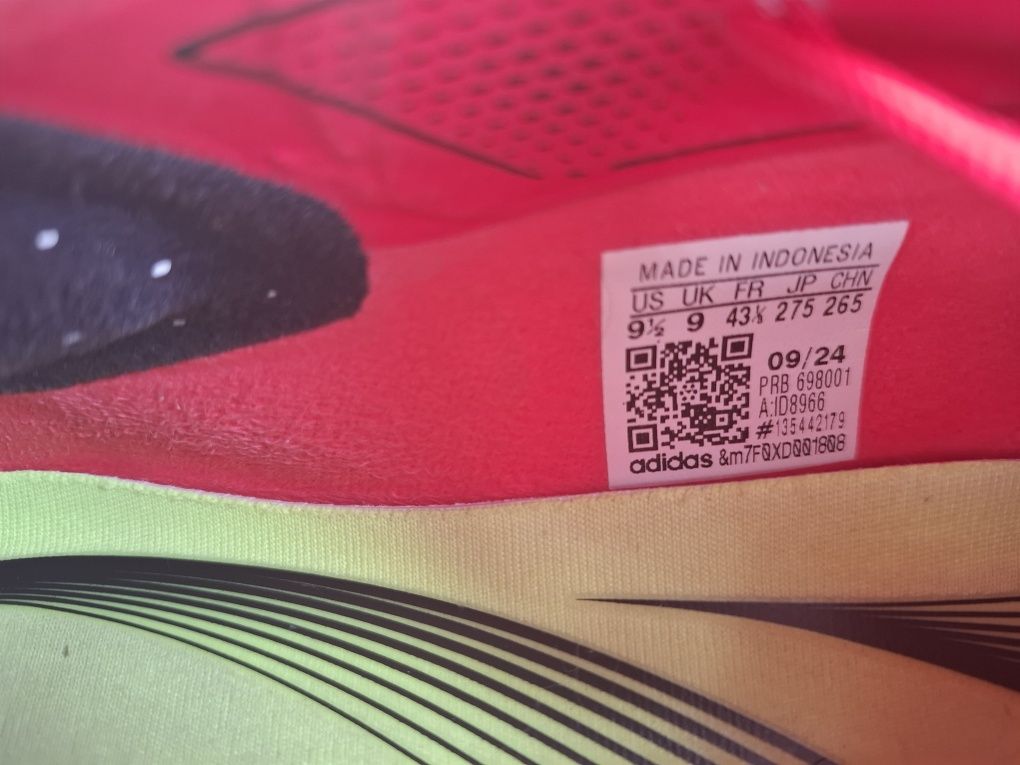 MADE IN INDONESIA
US UK FR JP CHN
9½ 9 43⅓ 275 265
09/24
PRB 698001
A:ID8966
#135442179
adidas &m7F0XD001808